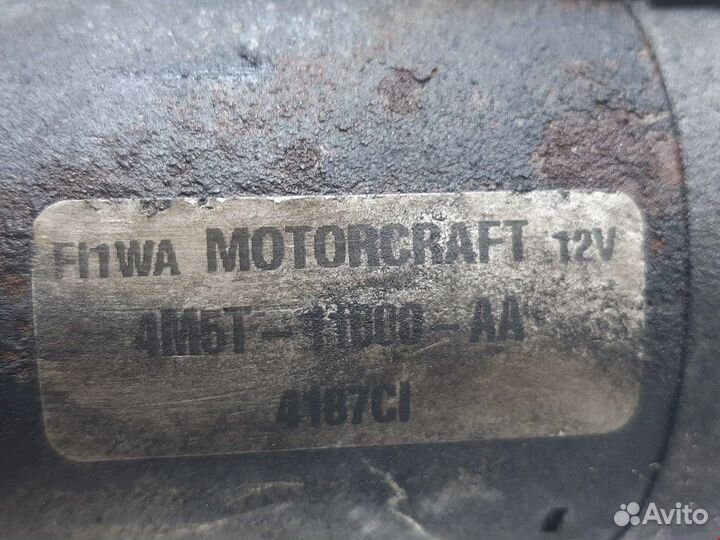 FI1WA MOTORCRAFT 12V
4M5T-11000-AA
4187CI
Avito